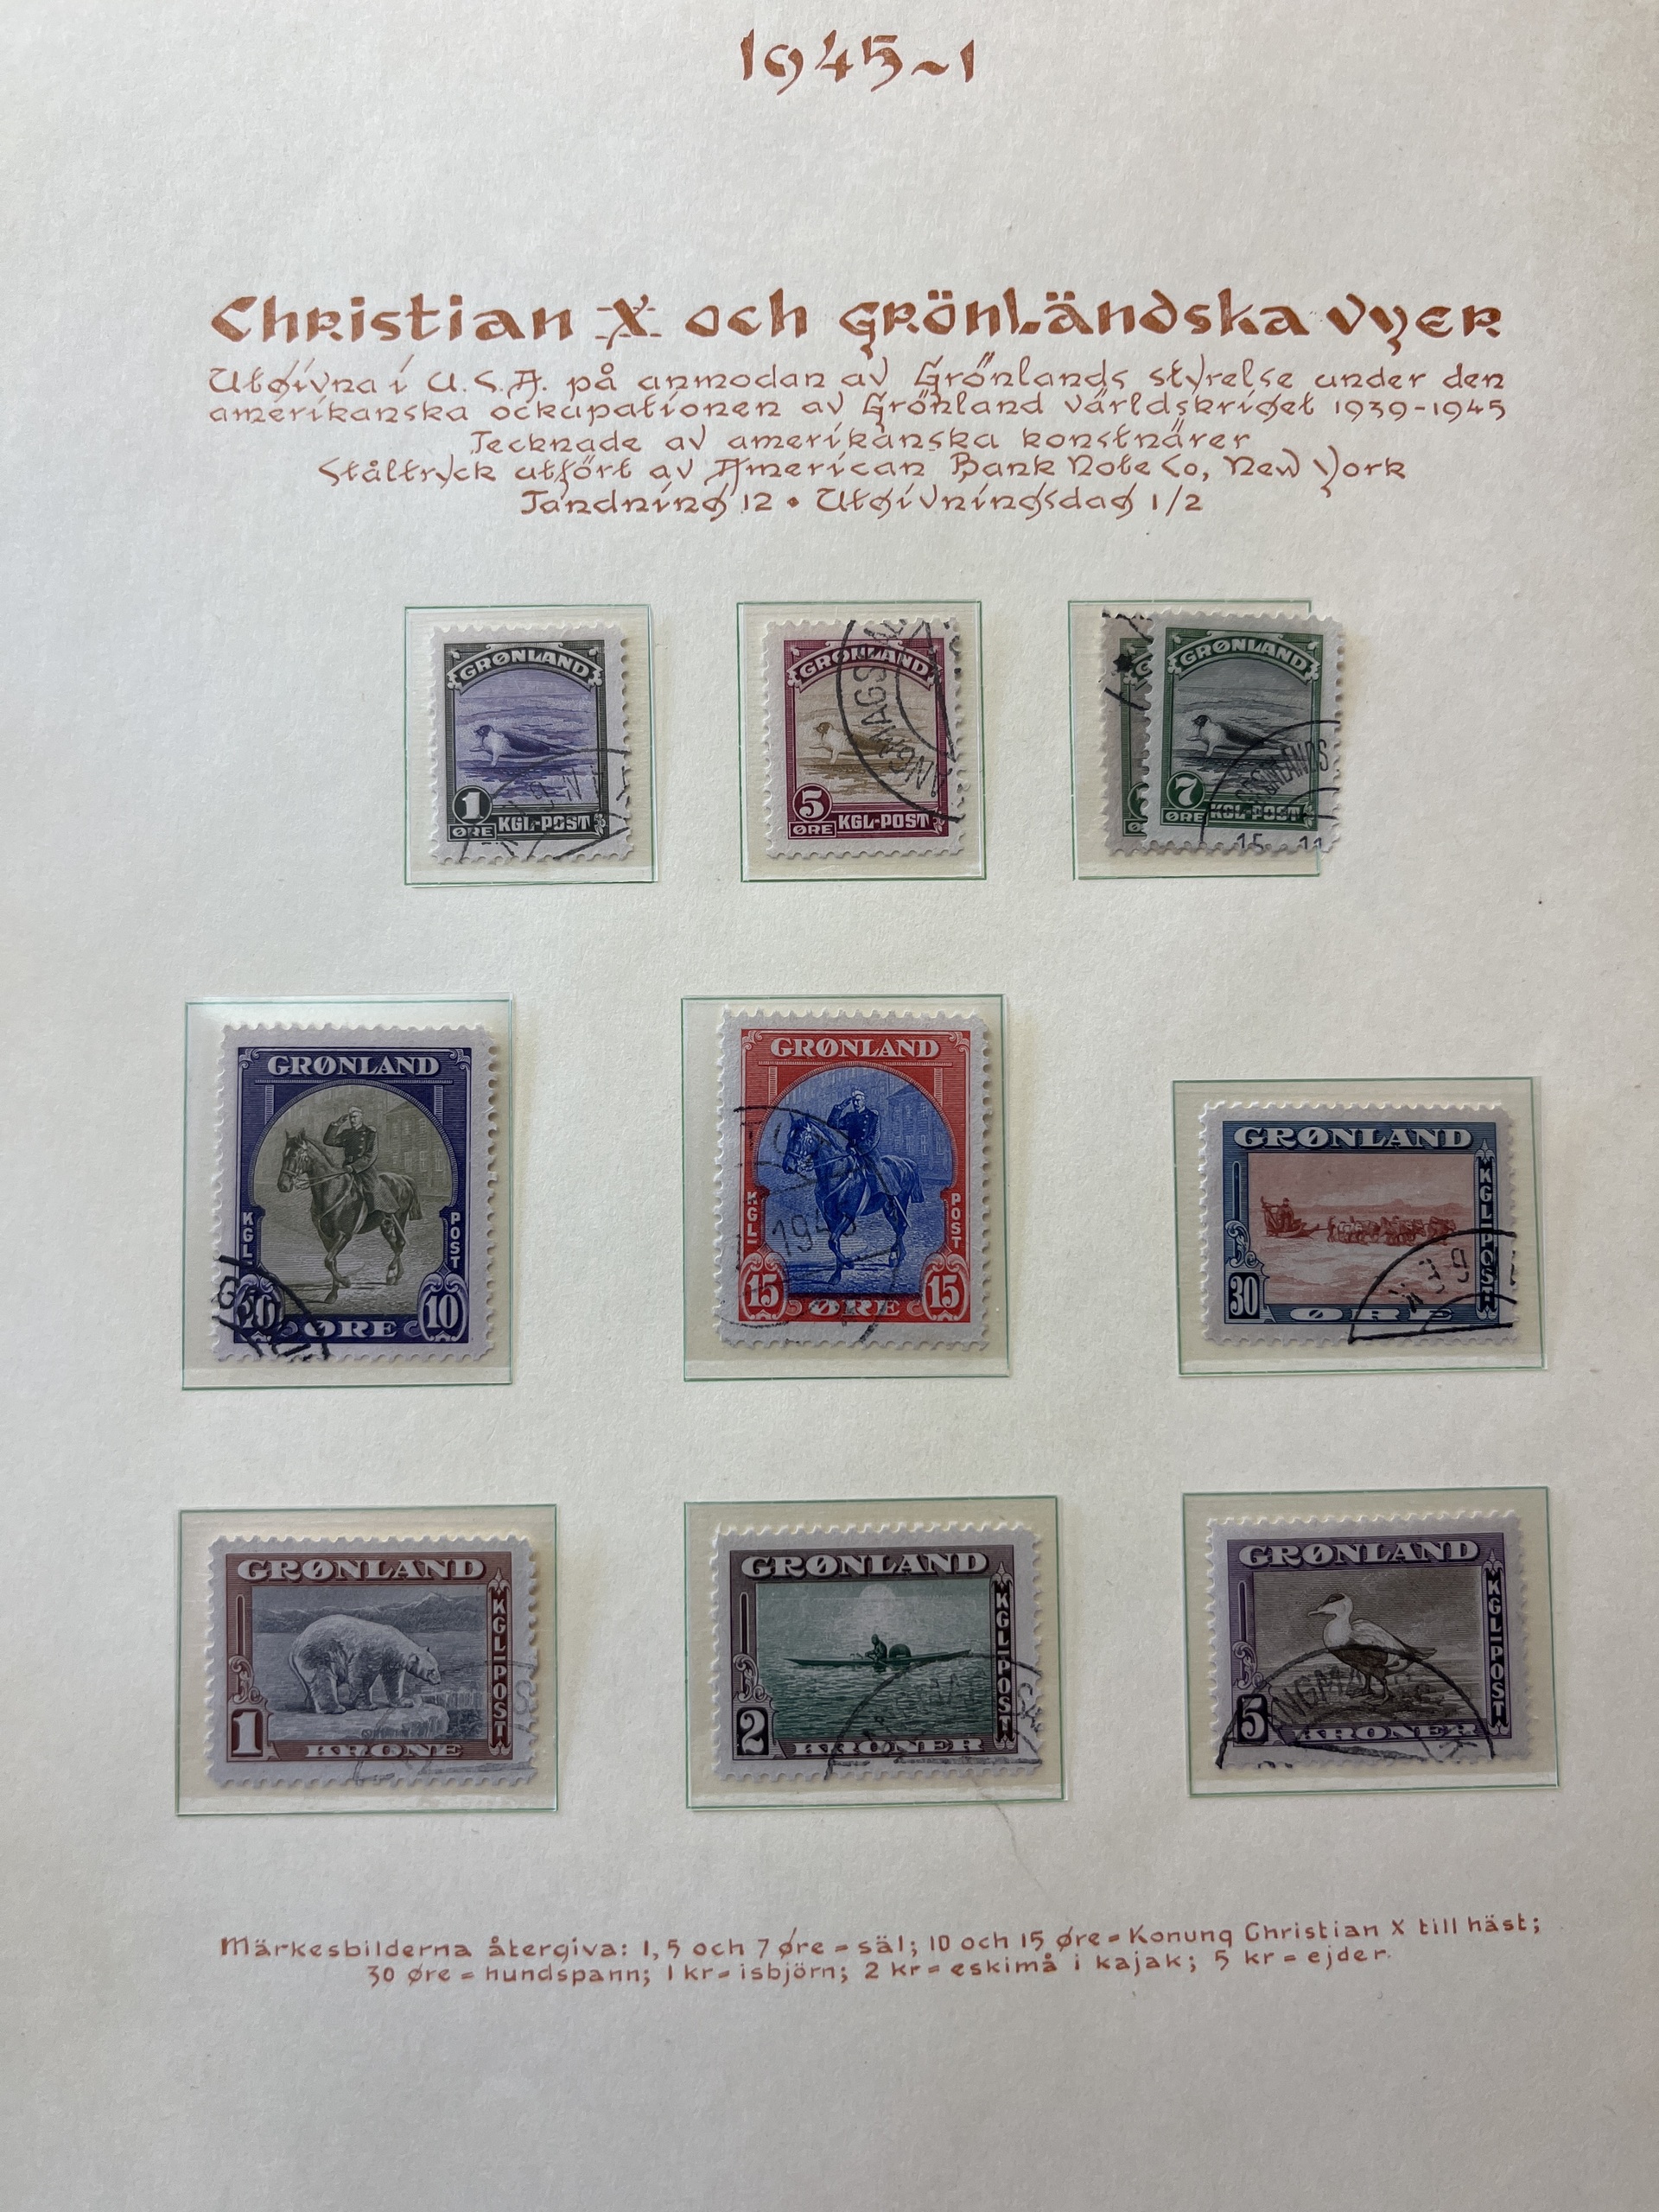 1945~1
Christian X och Grönländska vyer
Utgivna i U.S.A. på anmodan av Grönlands styrelse under den
amerikanska ockupationen av Grönland världskriget 1939-1945
Tecknade av amerikanska konstnärer
Ståltryck utfört av American Bank Note Co, New York
Tandning 12 • Utgivningsdag 1/2
GRØNLAND
1
ØRE KGL-POST
GRØNLAND
5
ØRE KGL-POST
GRØNLAND
7
ØRE KGL-POST
GRØNLANDS
15 11
GRØNLAND
KGL- POST
10 ØRE 10
GRØNLAND
KGL- POST
194
15 ØRE 15
GRØNLAND
KGL-POST
30
ØRE
GRØNLAND
KGL-POST
1
KRONE
GRØNLAND
KGL-POST
2
KRONER
GRØNLAND
KGL-POST
5
KRONER
Märkesbilderna återgiva: 1, 5 och 7 øre = säl; 10 och 15 øre = Konung Christian X till häst;
30 øre = hundspann; 1 kr = isbjörn; 2 kr = eskimå i kajak; 5 kr = ejder.